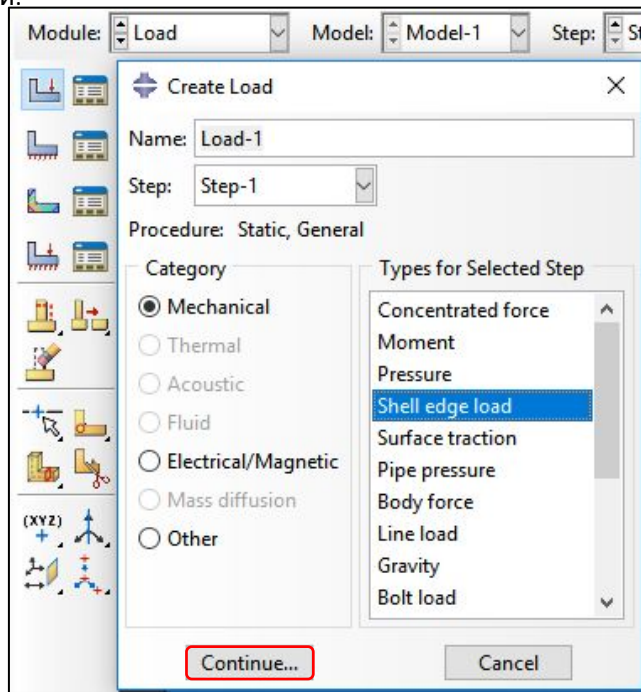 и.
Module: Load Model: Model-1 Step: St
Create Load
Name: Load-1
Step: Step-1
Procedure: Static, General
Category
Mechanical
Thermal
Acoustic
Fluid
Electrical/Magnetic
Mass diffusion
Other
Types for Selected Step
Concentrated force
Moment
Pressure
Shell edge load
Surface traction
Pipe pressure
Body force
Line load
Gravity
Bolt load
(XYZ)
Continue... Cancel